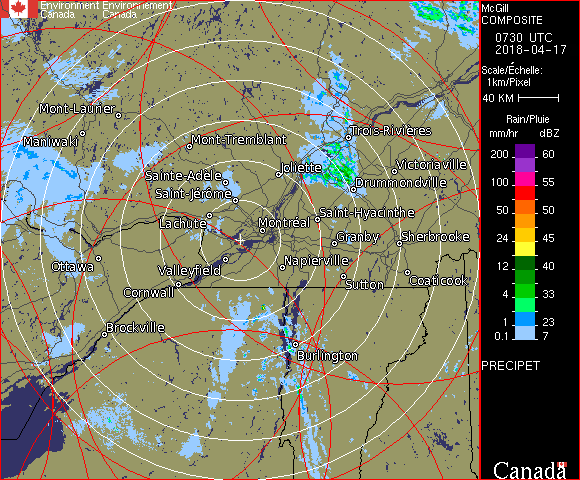 Environment Environnement
Canada Canada
McGill
COMPOSITE
0730 UTC
2018-04-17
Scale/Échelle:
1km/Pixel
40 KM
Rain/Pluie
mm/hr dBZ
200 60
150 57
100 55
50 50
24 45
12 40
4 33
1 23
0.1 7
PRECIPET
Canada
Mont-Laurier
Maniwaki
Mont-Tremblant
Trois-Rivières
Joliette
Victoriaville
Sainte-Adèle
Drummondville
Saint-Jérôme
Saint-Hyacinthe
Lachute
Montréal
Granby
Sherbrooke
Ottawa
Valleyfield
Napierville
Coaticook
Sutton
Cornwall
Brockville
Burlington